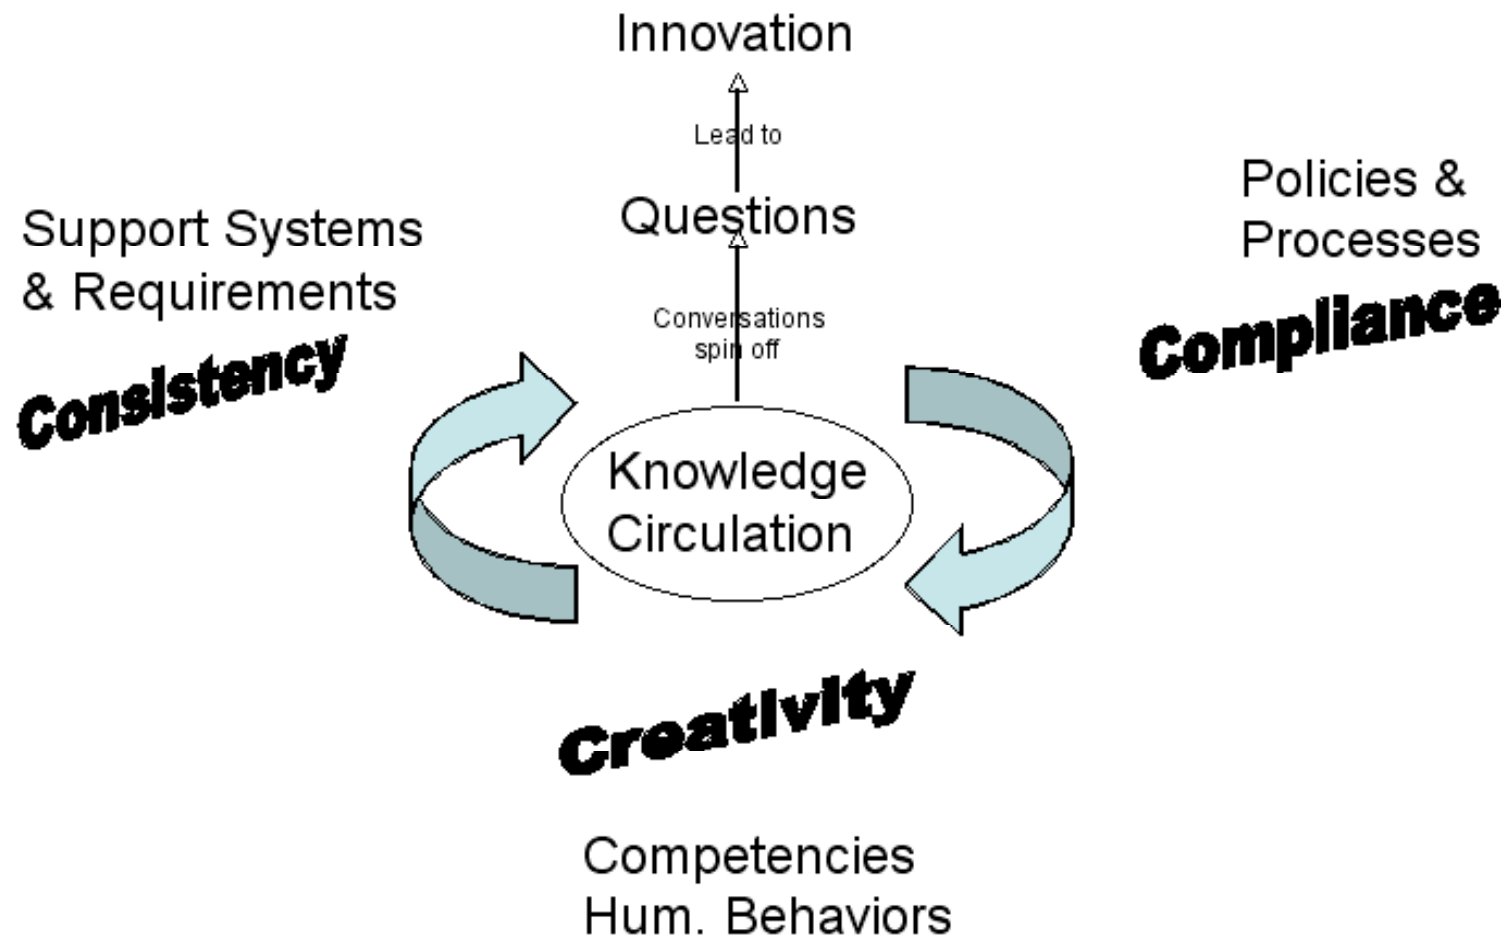 Innovation
Lead to
Questions
Conversations
spin off
Support Systems
& Requirements
Consistency
Policies &
Processes
Compliance
Knowledge
Circulation
Creativity
Competencies
Hum. Behaviors